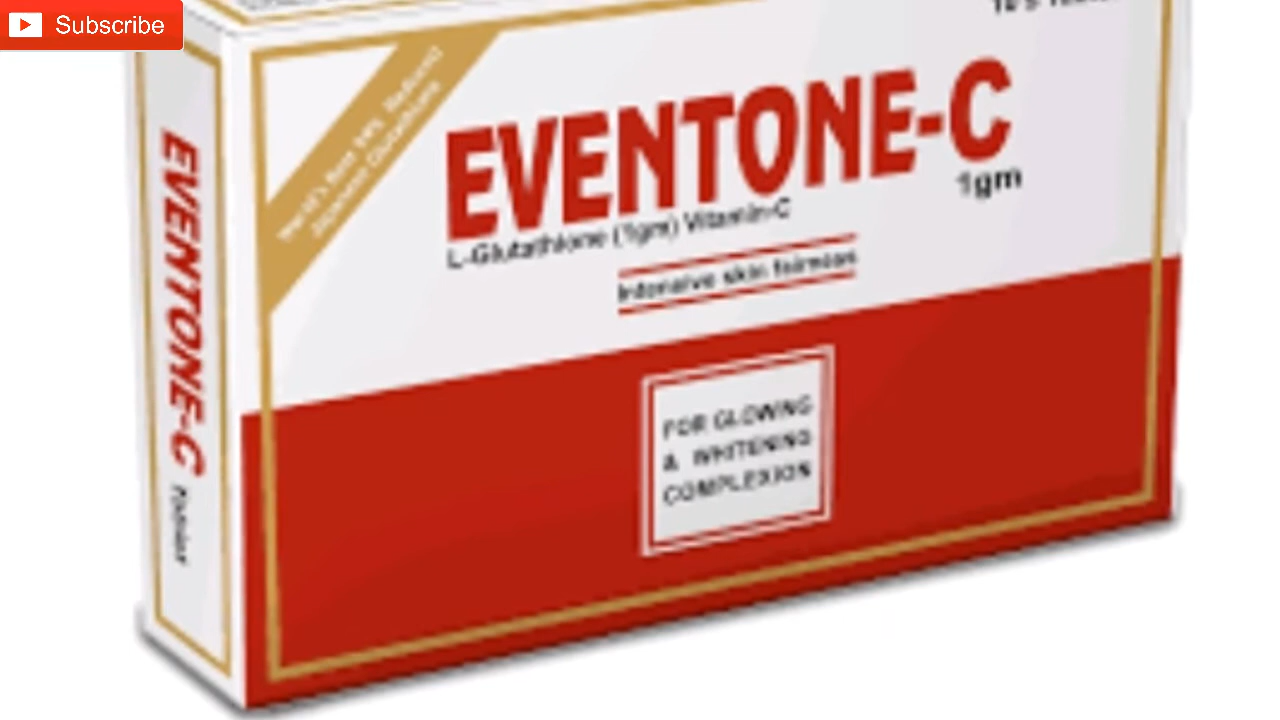 Subscribe
EVENTONE-C
1gm
L-Glutathione (1gm) Vitamin-C
Intensive skin fairness
FOR GLOWING
& WHITENING
COMPLEXION
EVENTONE-C